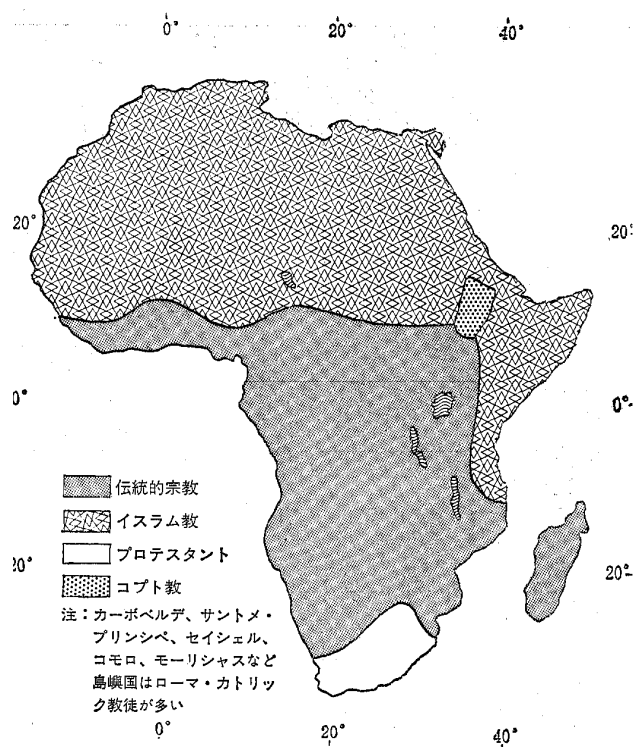 0° 20° 40°
20° 20°
0° 0°
伝統的宗教
イスラム教
プロテスタント
コプト教
20° 20°
注：カーボベルデ、サントメ・
プリンシペ、セイシェル、
コモロ、モーリシャスなど
島嶼国はローマ・カトリッ
ク教徒が多い
0° 20° 40°